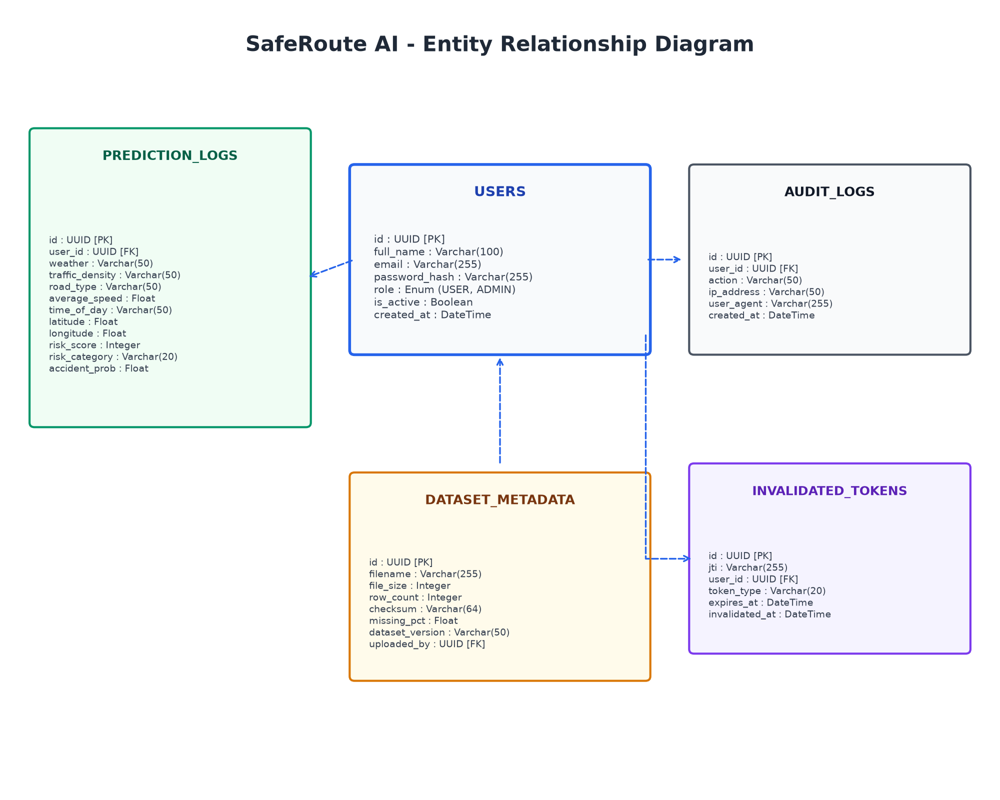 SafeRoute AI - Entity Relationship Diagram
PREDICTION_LOGS
id : UUID [PK]
user_id : UUID [FK]
weather : Varchar(50)
traffic_density : Varchar(50)
road_type : Varchar(50)
average_speed : Float
time_of_day : Varchar(50)
latitude : Float
longitude : Float
risk_score : Integer
risk_category : Varchar(20)
accident_prob : Float
USERS
id : UUID [PK]
full_name : Varchar(100)
email : Varchar(255)
password_hash : Varchar(255)
role : Enum (USER, ADMIN)
is_active : Boolean
created_at : DateTime
AUDIT_LOGS
id : UUID [PK]
user_id : UUID [FK]
action : Varchar(50)
ip_address : Varchar(50)
user_agent : Varchar(255)
created_at : DateTime
DATASET_METADATA
id : UUID [PK]
filename : Varchar(255)
file_size : Integer
row_count : Integer
checksum : Varchar(64)
missing_pct : Float
dataset_version : Varchar(50)
uploaded_by : UUID [FK]
INVALIDATED_TOKENS
id : UUID [PK]
jti : Varchar(255)
user_id : UUID [FK]
token_type : Varchar(20)
expires_at : DateTime
invalidated_at : DateTime